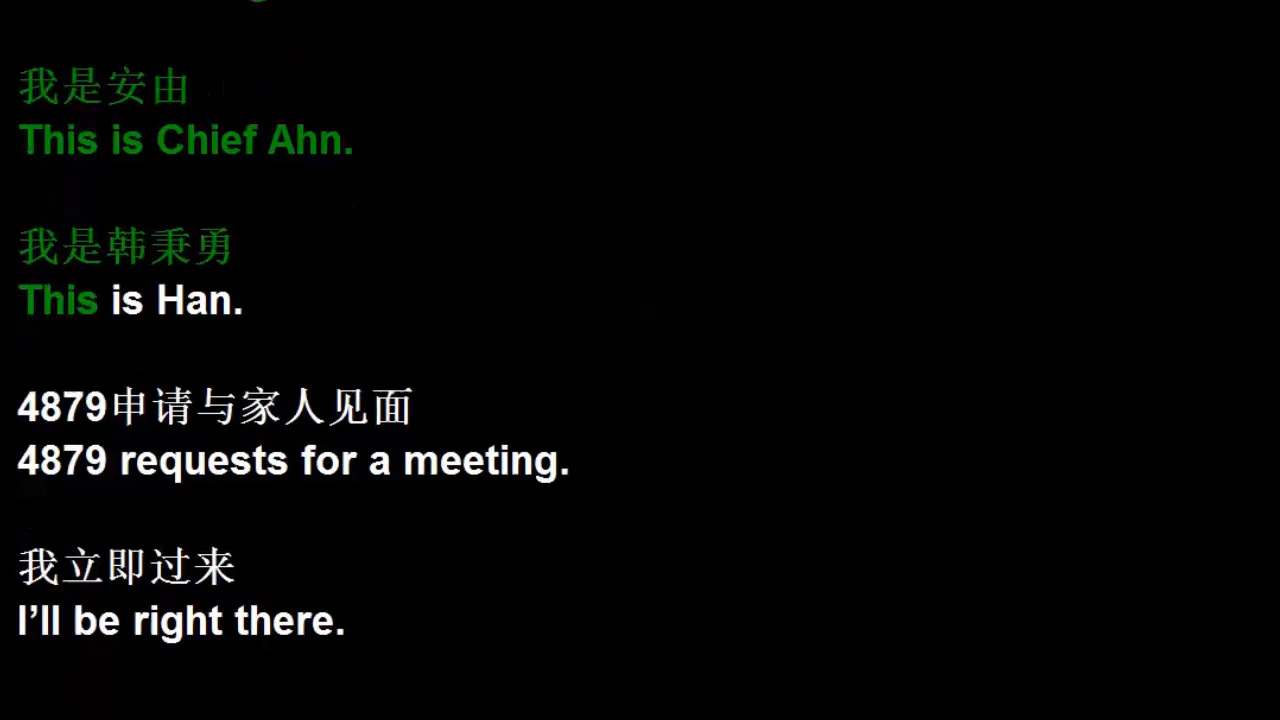 我是安由
This is Chief Ahn.
我是韩秉勇
This is Han.
4879申请与家人见面
4879 requests for a meeting.
我立即过来
I’ll be right there.